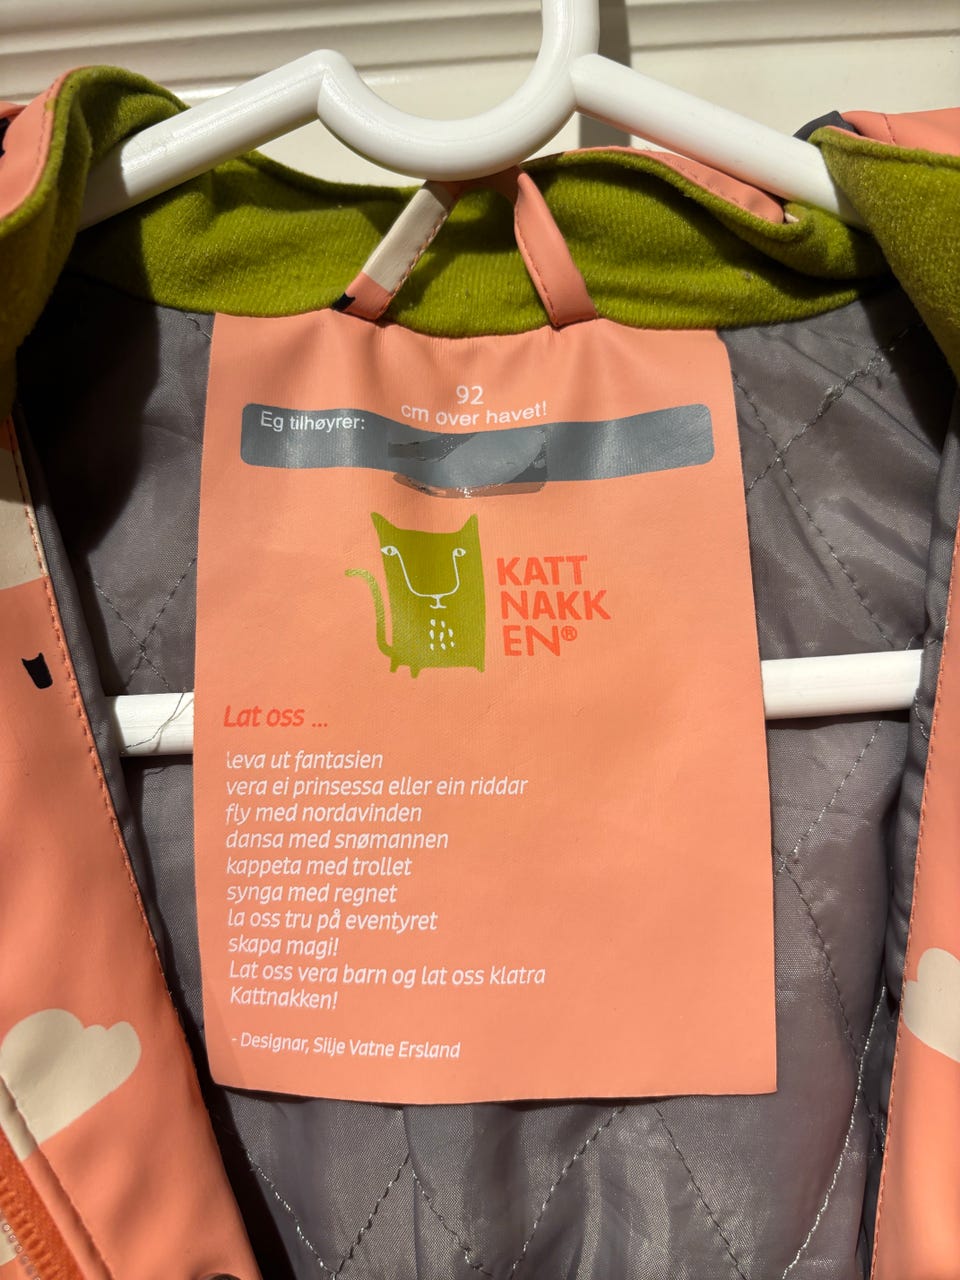 92
cm over havet!
Eg tilhøyrer:
KATT
NAKK
EN®
Lat oss ...
leva ut fantasien
vera ei prinsessa eller ein riddar
fly med nordavinden
dansa med snømannen
kappeta med trollet
synga med regnet
la oss tru på eventyret
skapa magi!
Lat oss vera barn og lat oss klatra
Kattnakken!
- Designar, Silje Vatne Ersland